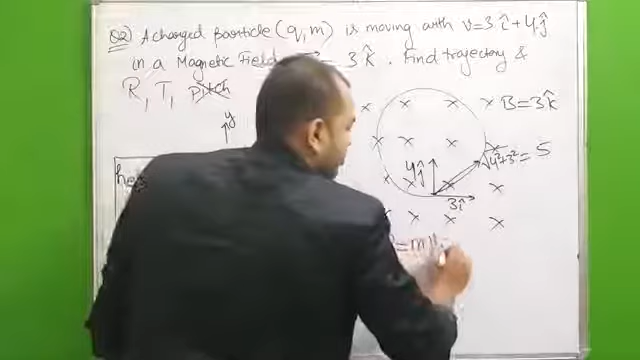 Q2) A charged particle (q, m) is moving with v=3î+4ĵ
in a Magnetic Field 3k̂. Find trajectory &
R, T, Pitch
y
x x x x B=3k̂
x x x x
4ĵ √4²+3² = 5
x x x x
3î
x x x x
=m